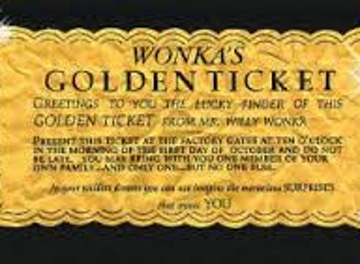 WONKA'S
GOLDEN TICKET
GREETINGS TO YOU THE LUCKY FINDER OF THIS
GOLDEN TICKET FROM MR. WILLY WONKA
PRESENT THIS TICKET AT THE FACTORY GATES AT TEN O'CLOCK
IN THE MORNING OF THE FIRST DAY OF OCTOBER AND DO NOT
BE LATE. YOU MAY BRING WITH YOU ONE MEMBER OF YOUR
OWN FAMILY...AND ONLY ONE...BUT NO ONE ELSE.
In your wildest dreams you can not imagine the marvelous SURPRISES
that await YOU